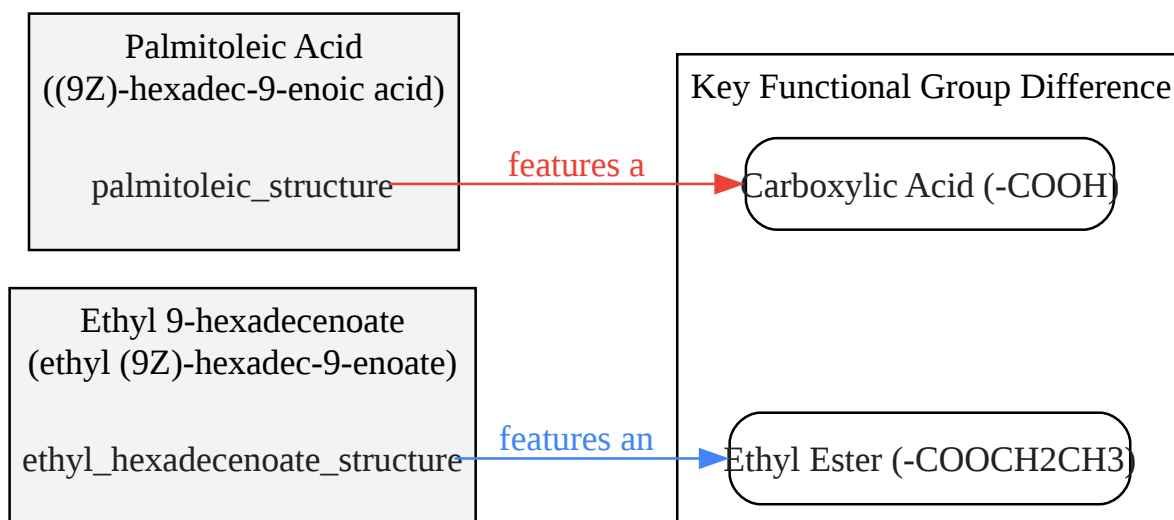 Palmitoleic Acid
((9Z)-hexadec-9-enoic acid)
palmitoleic_structure
features a
Key Functional Group Difference
Carboxylic Acid (-COOH)
Ethyl 9-hexadecenoate
(ethyl (9Z)-hexadec-9-enoate)
ethyl_hexadecenoate_structure
features an
Ethyl Ester (-COOCH2CH3)